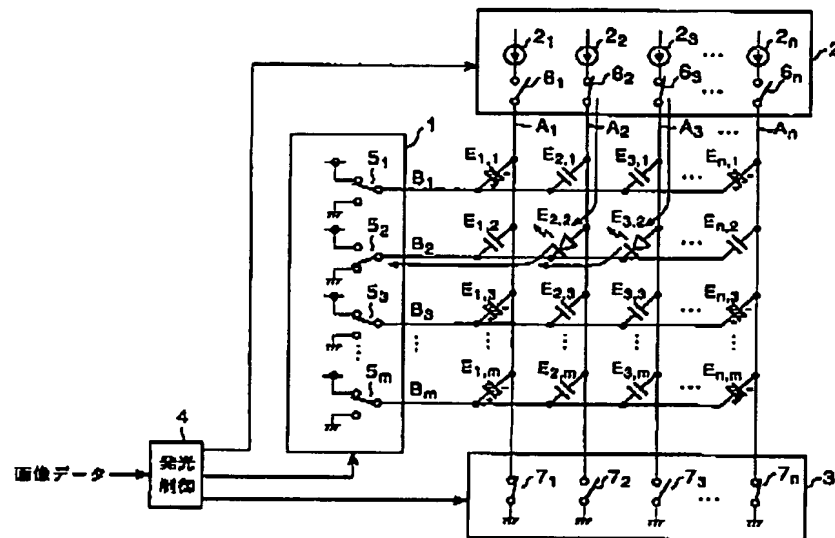 2₁ 2₂ 2₃ … 2n 2
6₁ 6₂ 6₃ … 6n
1 A₁ A₂ A₃ … An
5₁ B₁ E₁,₁ E₂,₁ E₃,₁ … En,₁
5₂ B₂ E₁,₂ E₂,₂ E₃,₂ … En,₂
5₃ B₃ E₁,₃ E₂,₃ E₃,₃ … En,₃
5m Bm E₁,m E₂,m E₃,m … En,m
4
画像データ
発光
制御
7₁ 7₂ 7₃ … 7n 3